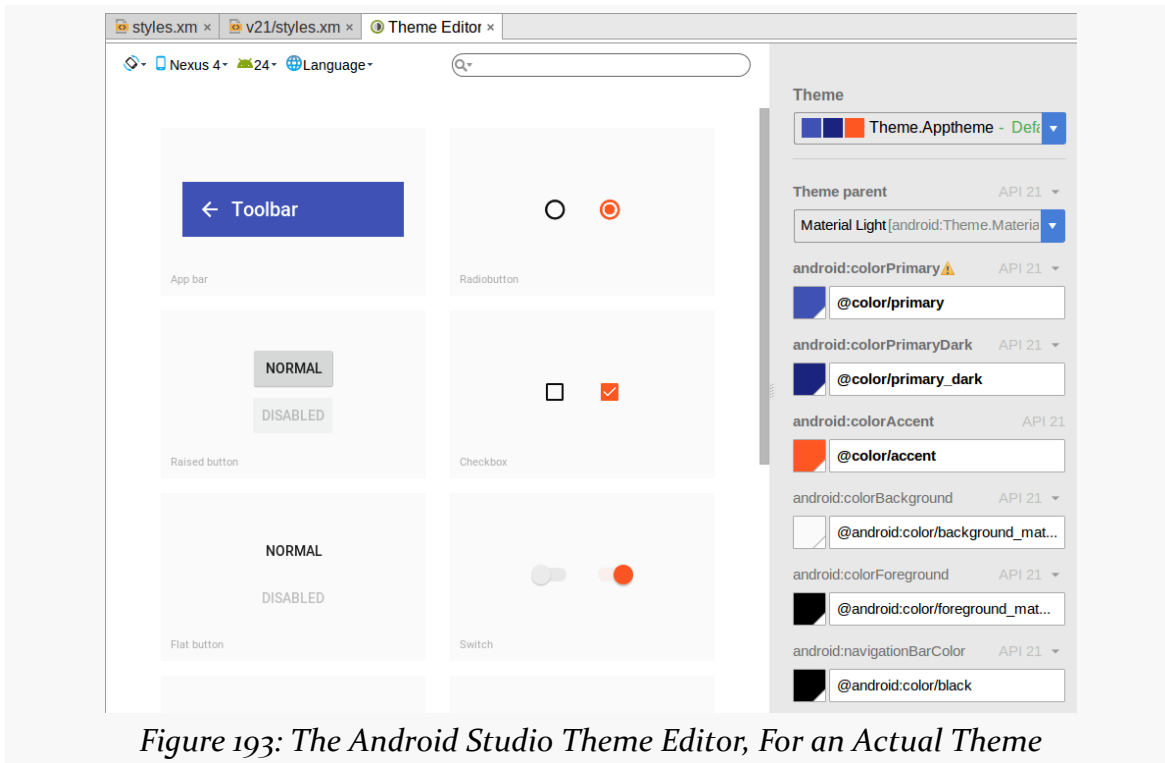 styles.xm × v21/styles.xm × Theme Editor ×
Nexus 4 24 Language
Theme
Theme.Apptheme - Defa
Theme parent API 21
Material Light [android:Theme.Materia
android:colorPrimary API 21
@color/primary
android:colorPrimaryDark API 21
@color/primary_dark
android:colorAccent API 21
@color/accent
android:colorBackground API 21
@android:color/background_mat...
android:colorForeground API 21
@android:color/foreground_mat...
android:navigationBarColor API 21
@android:color/black
Toolbar
App bar
Radiobutton
NORMAL
DISABLED
Raised button
Checkbox
NORMAL
DISABLED
Flat button
Switch
Figure 193: The Android Studio Theme Editor, For an Actual Theme